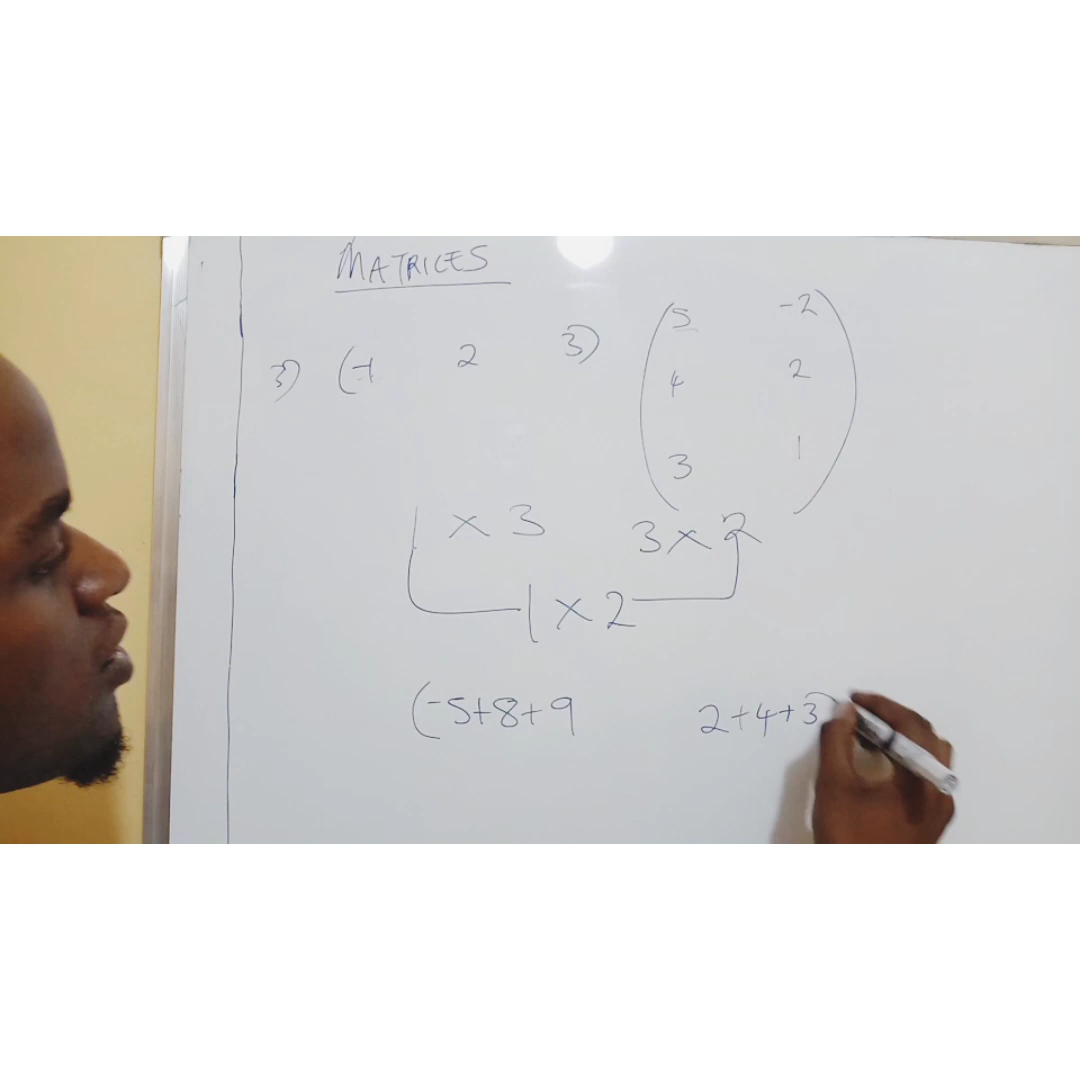 MATRICES
3) (-1 2 3) (5 -2
4 2
3 1)
1 x 3 3 x 2
1 x 2
(-5+8+9 2+4+3)